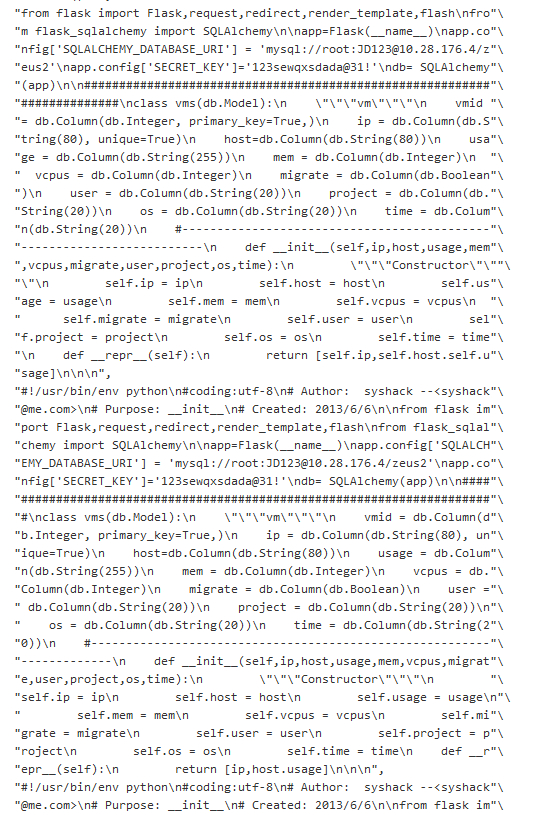 "from flask import Flask,request,redirect,render_template,flash\nfro"\
"m flask_sqlalchemy import SQLAlchemy\n\napp=Flask(__name__)\napp.co"\
"nfig['SQLALCHEMY_DATABASE_URI'] = 'mysql://root:JD123@10.28.176.4/z"\
"eus2'\napp.config['SECRET_KEY']='123sewqxsdada@31!'\ndb= SQLAlchemy"\
"(app)\n\n##########################################################"\
"##############\nclass vms(db.Model):\n    \"\"\"vm\"\"\"\n    vmid "\
"= db.Column(db.Integer, primary_key=True,)\n    ip = db.Column(db.S"\
"tring(80), unique=True)\n    host=db.Column(db.String(80))\n    usa"\
"ge = db.Column(db.String(255))\n    mem = db.Column(db.Integer)\n  "\
"  vcpus = db.Column(db.Integer)\n    migrate = db.Column(db.Boolean"\
")\n    user = db.Column(db.String(20))\n    project = db.Column(db."\
"String(20))\n    os = db.Column(db.String(20))\n    time = db.Colum"\
"n(db.String(20))\n    #--------------------------------------------"\
"--------------------------\n    def __init__(self,ip,host,usage,mem"\
",vcpus,migrate,user,project,os,time):\n        \"\"\"Constructor\"\""\
"\"\n        self.ip = ip\n        self.host = host\n        self.us"\
"age = usage\n        self.mem = mem\n        self.vcpus = vcpus\n  "\
"      self.migrate = migrate\n        self.user = user\n        sel"\
"f.project = project\n        self.os = os\n        self.time = time"\
"\n    def __repr__(self):\n        return [self.ip,self.host.self.u"\
"sage]\n\n\n",
"#!/usr/bin/env python\n#coding:utf-8\n# Author:  syshack --<syshack"\
"@me.com>\n# Purpose: __init__\n# Created: 2013/6/6\n\nfrom flask im"\
"port Flask,request,redirect,render_template,flash\nfrom flask_sqlal"\
"chemy import SQLAlchemy\n\napp=Flask(__name__)\napp.config['SQLALCH"\
"EMY_DATABASE_URI'] = 'mysql://root:JD123@10.28.176.4/zeus2'\napp.co"\
"nfig['SECRET_KEY']='123sewqxsdada@31!'\ndb= SQLAlchemy(app)\n\n####"\
"###################################################################"\
"#\nclass vms(db.Model):\n    \"\"\"vm\"\"\"\n    vmid = db.Column(d"\
"b.Integer, primary_key=True,)\n    ip = db.Column(db.String(80), un"\
"ique=True)\n    host=db.Column(db.String(80))\n    usage = db.Colum"\
"n(db.String(255))\n    mem = db.Column(db.Integer)\n    vcpus = db."\
"Column(db.Integer)\n    migrate = db.Column(db.Boolean)\n    user ="\
" db.Column(db.String(20))\n    project = db.Column(db.String(20))\n"\
"    os = db.Column(db.String(20))\n    time = db.Column(db.String(2"\
"0))\n    #---------------------------------------------------------"\
"-------------\n    def __init__(self,ip,host,usage,mem,vcpus,migrat"\
"e,user,project,os,time):\n        \"\"\"Constructor\"\"\"\n        "\
"self.ip = ip\n        self.host = host\n        self.usage = usage\n"\
"        self.mem = mem\n        self.vcpus = vcpus\n        self.mi"\
"grate = migrate\n        self.user = user\n        self.project = p"\
"roject\n        self.os = os\n        self.time = time\n    def __r"\
"epr__(self):\n        return [ip,host.usage]\n\n\n",
"#!/usr/bin/env python\n#coding:utf-8\n# Author:  syshack --<syshack"\
"@me.com>\n# Purpose: __init__\n# Created: 2013/6/6\n\nfrom flask im"\